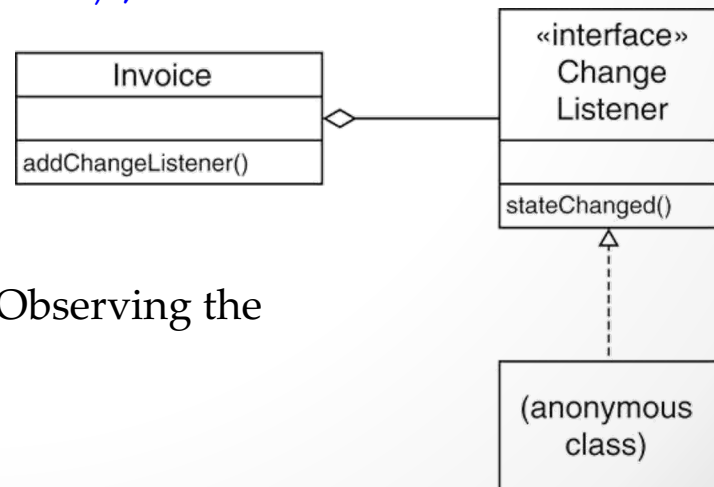 Invoice
addChangeListener()
«interface»
Change
Listener
stateChanged()
Observing the
(anonymous
class)